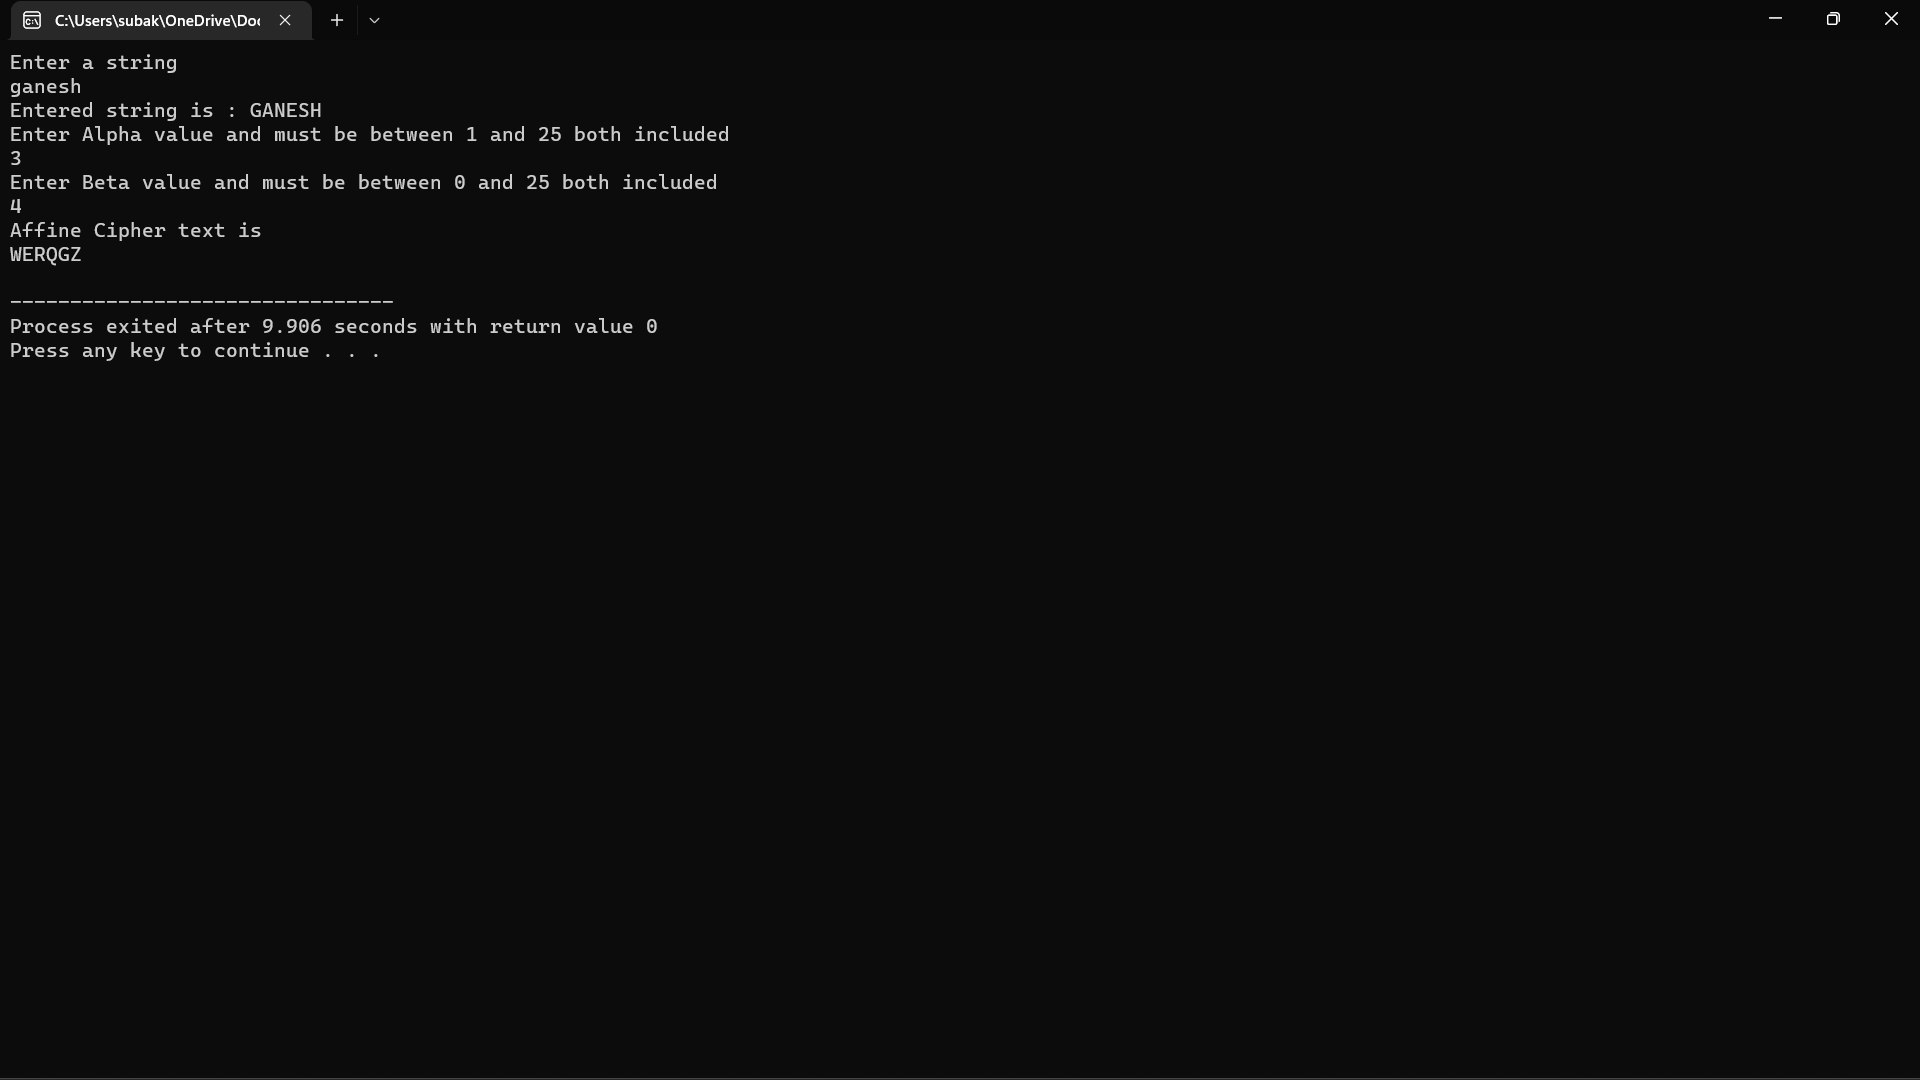 C:\Users\subak\OneDrive\Doc
Enter a string
ganesh
Entered string is : GANESH
Enter Alpha value and must be between 1 and 25 both included
3
Enter Beta value and must be between 0 and 25 both included
4
Affine Cipher text is
WERQGZ
--------------------------------
Process exited after 9.906 seconds with return value 0
Press any key to continue . . .